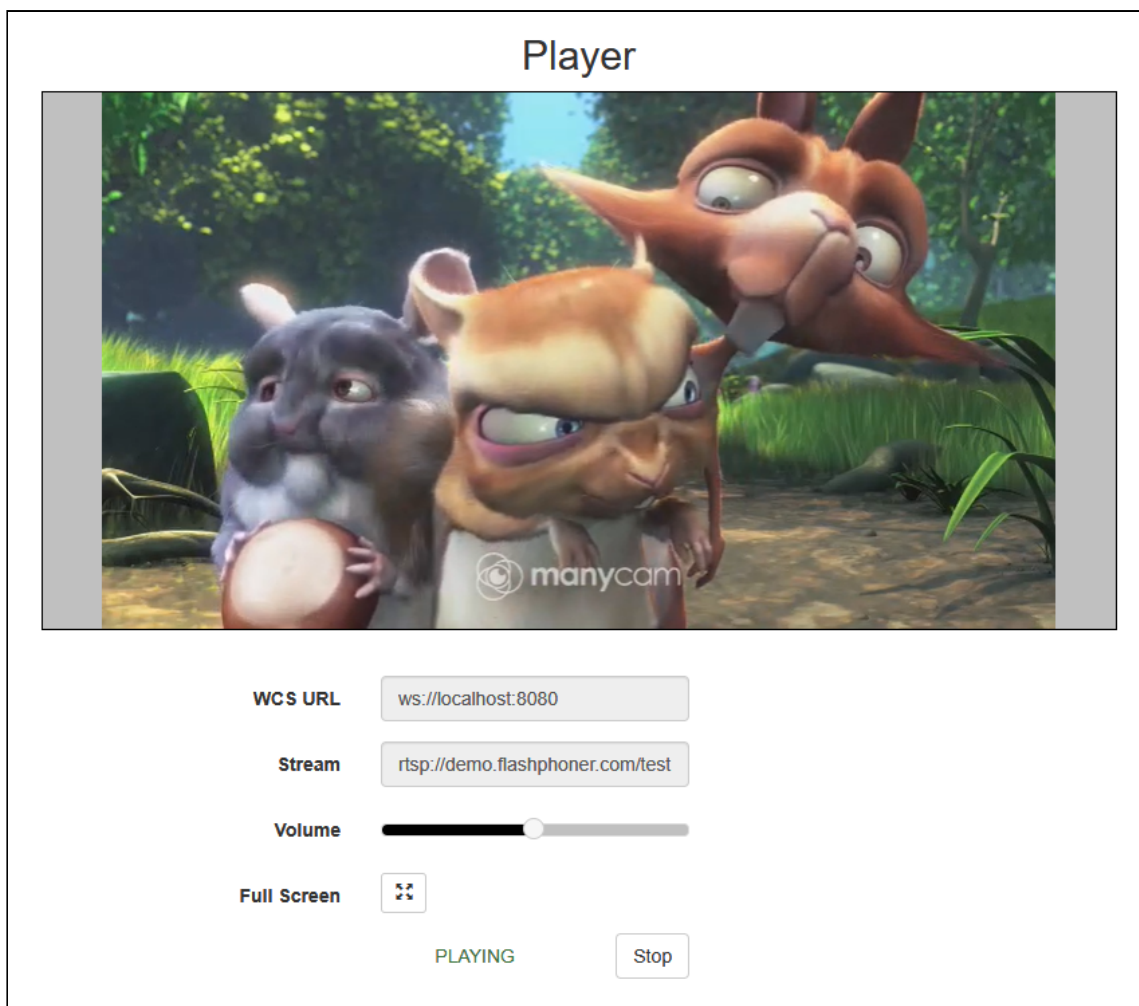 Player
manycam
WCS URL
ws://localhost:8080
Stream
rtsp://demo.flashphoner.com/test
Volume
Full Screen
PLAYING
Stop